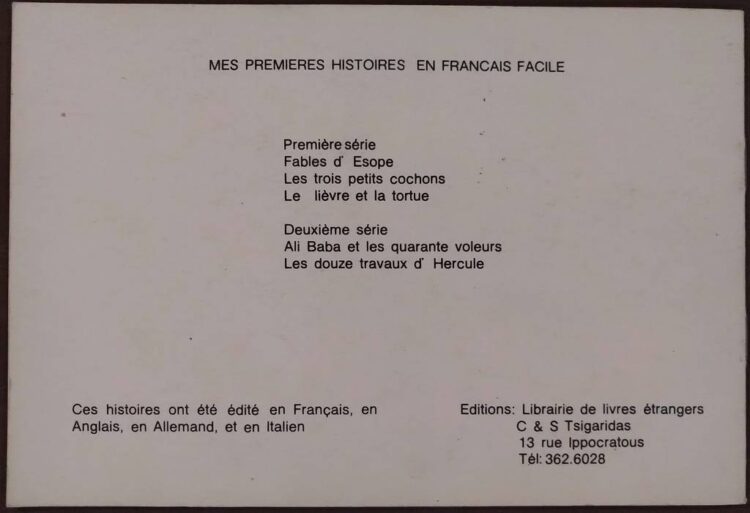 MES PREMIERES HISTOIRES EN FRANCAIS FACILE
Première série
Fables d' Esope
Les trois petits cochons
Le lièvre et la tortue
Deuxième série
Ali Baba et les quarante voleurs
Les douze travaux d' Hercule
Ces histoires ont été édité en Français, en
Anglais, en Allemand, et en Italien
Editions: Librairie de livres étrangers
C & S Tsigaridas
13 rue Ippocratous
Tél: 362.6028